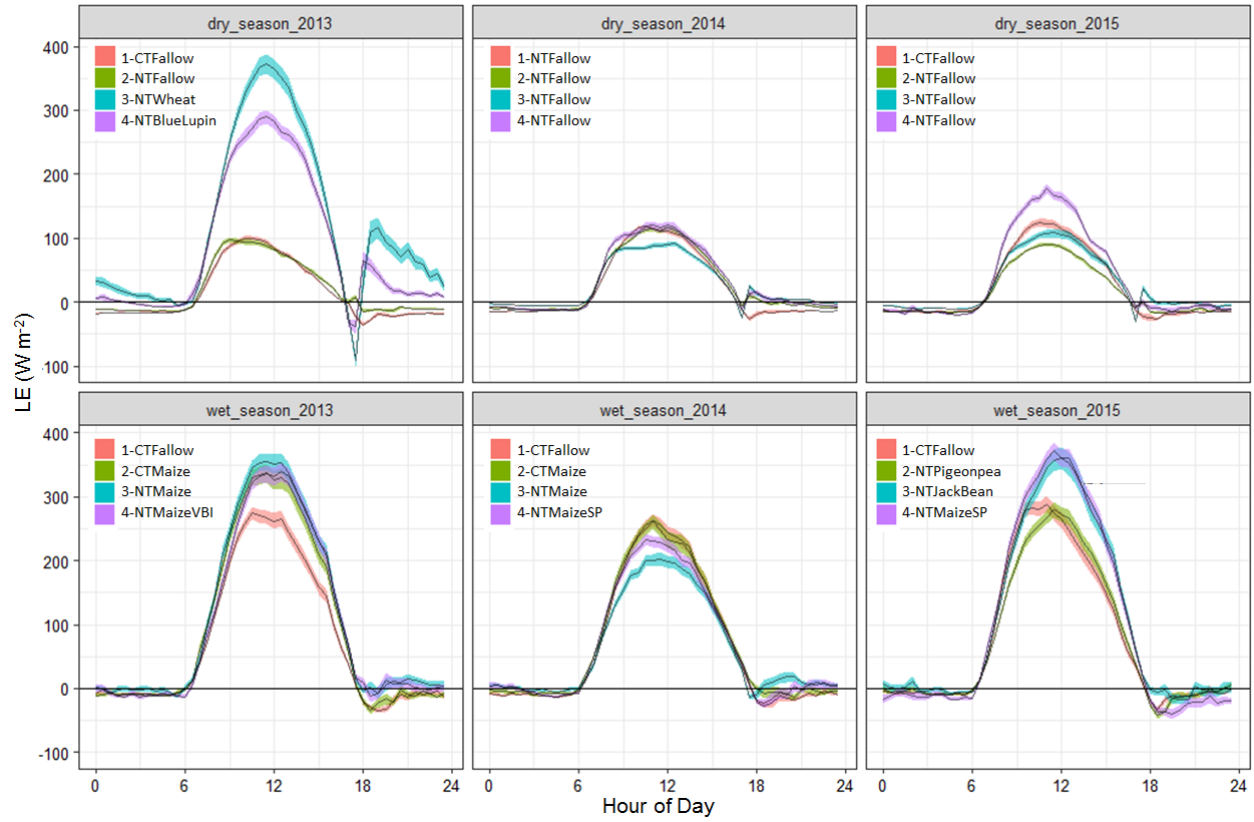 dry_season_2013
dry_season_2014
dry_season_2015
400
300
200
100
0
-100
1-CTFallow
2-NTFallow
3-NTWheat
4-NTBlueLupin
1-NTFallow
2-NTFallow
3-NTFallow
4-NTFallow
1-CTFallow
2-NTFallow
3-NTFallow
4-NTFallow
LE (W m-2)
wet_season_2013
wet_season_2014
wet_season_2015
400
300
200
100
0
-100
1-CTFallow
2-CTMaize
3-NTMaize
4-NTMaizeVBI
1-CTFallow
2-CTMaize
3-NTMaize
4-NTMaizeSP
1-CTFallow
2-NTPigeonpea
3-NTJackBean
4-NTMaizeSP
0 6 12 18 24
0 6 12 18 24
0 6 12 18 24
Hour of Day